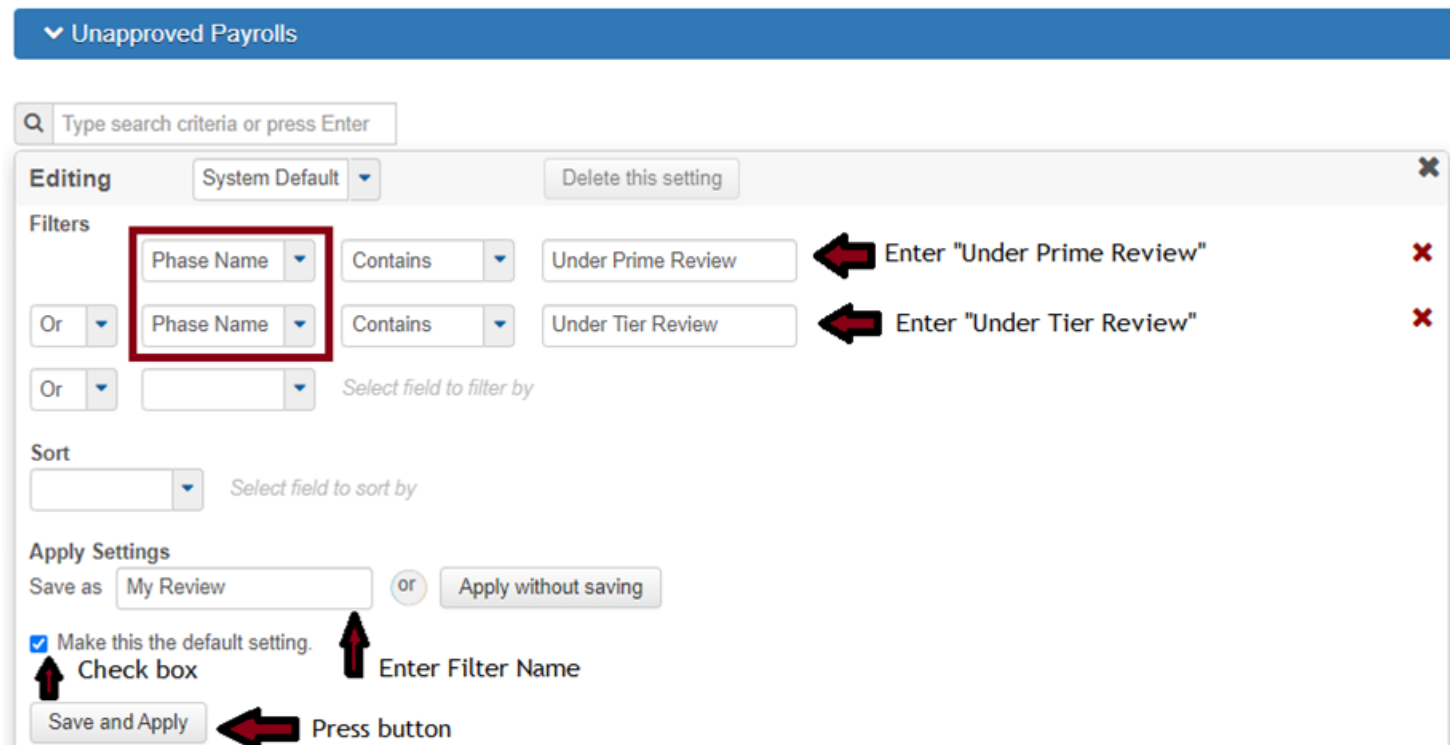 Unapproved Payrolls
Type search criteria or press Enter
Editing System Default Delete this setting
Filters
Phase Name Contains Under Prime Review Enter "Under Prime Review"
Or Phase Name Contains Under Tier Review Enter "Under Tier Review"
Or Select field to filter by
Sort
Select field to sort by
Apply Settings
Save as My Review or Apply without saving
Make this the default setting.
Check box Enter Filter Name
Save and Apply Press button